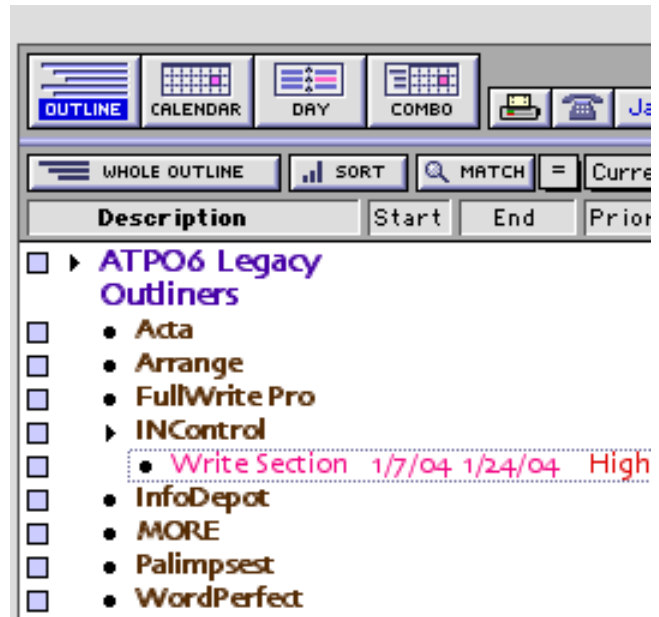 OUTLINE CALENDAR DAY COMBO Ja
WHOLE OUTLINE SORT MATCH = Curre
Description Start End Prior
ATPO6 Legacy
Outliners
Acta
Arrange
FullWrite Pro
INControl
Write Section 1/7/04 1/24/04 High
InfoDepot
MORE
Palimpsest
WordPerfect